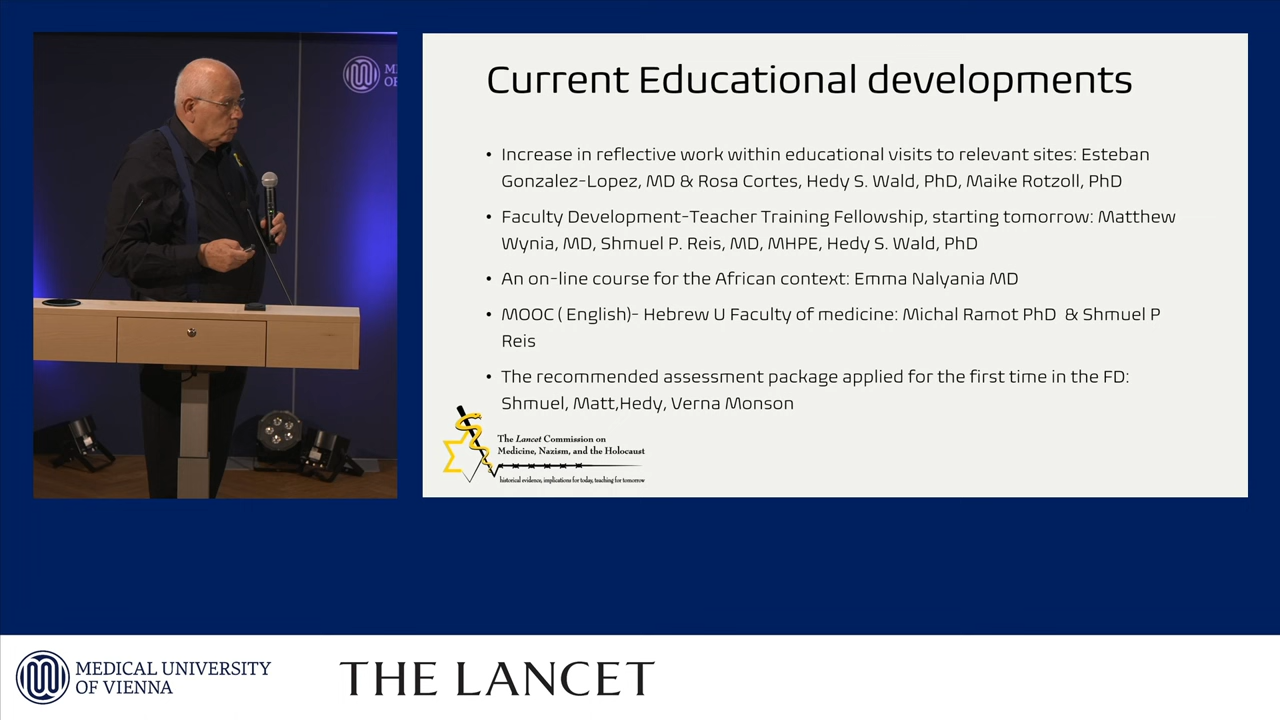 Current Educational developments
• Increase in reflective work within educational visits to relevant sites: Esteban
Gonzalez-Lopez, MD & Rosa Cortes, Hedy S. Wald, PhD, Maike Rotzoll, PhD
• Faculty Development-Teacher Training Fellowship, starting tomorrow: Matthew
Wynia, MD, Shmuel P. Reis, MD, MHPE, Hedy S. Wald, PhD
• An on-line course for the African context: Emma Nalyania MD
• MOOC ( English)- Hebrew U Faculty of medicine: Michal Ramot PhD & Shmuel P
Reis
• The recommended assessment package applied for the first time in the FD:
Shmuel, Matt,Hedy, Verna Monson
The Lancet Commission on
Medicine, Nazism, and the Holocaust
historical evidence, implications for today, teaching for tomorrow
MEDICAL UNIVERSITY
OF VIENNA
THE LANCET